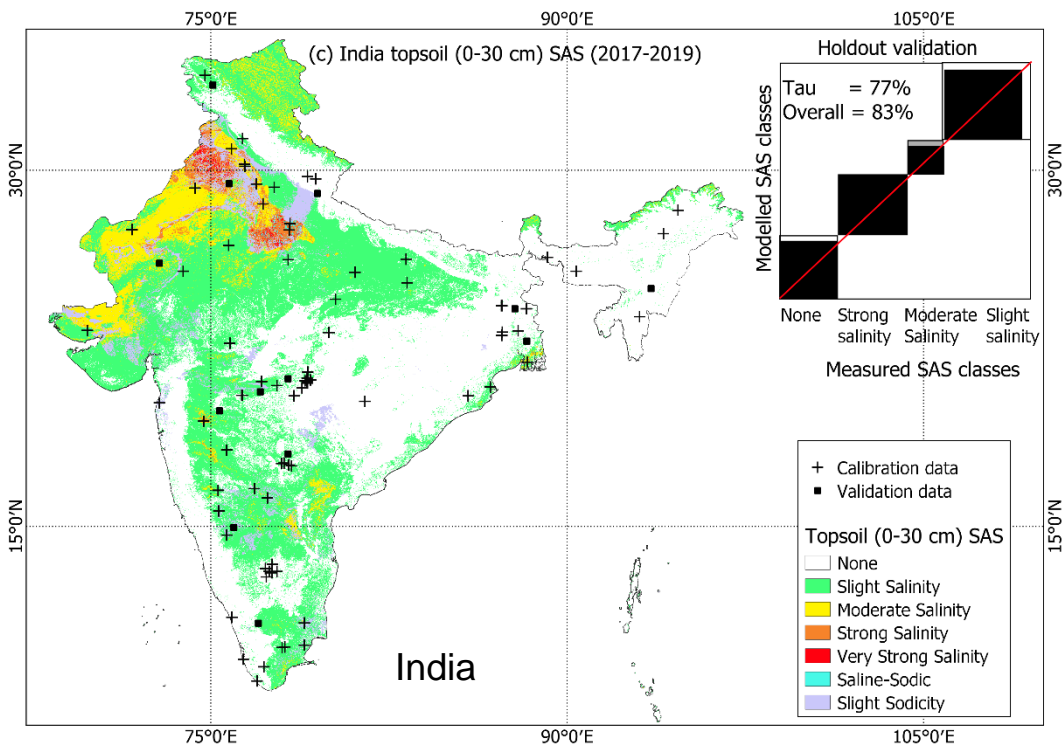 75°0'E 90°0'E 105°0'E
(c) India topsoil (0-30 cm) SAS (2017-2019)
Holdout validation
Tau = 77%
Overall = 83%
Modelled SAS classes
None Strong salinity Moderate Salinity Slight salinity
Measured SAS classes
30°0'N 30°0'N
15°0'N 15°0'N
Calibration data
Validation data
Topsoil (0-30 cm) SAS
None
Slight Salinity
Moderate Salinity
Strong Salinity
Very Strong Salinity
Saline-Sodic
Slight Sodicity
India
75°0'E 90°0'E 105°0'E